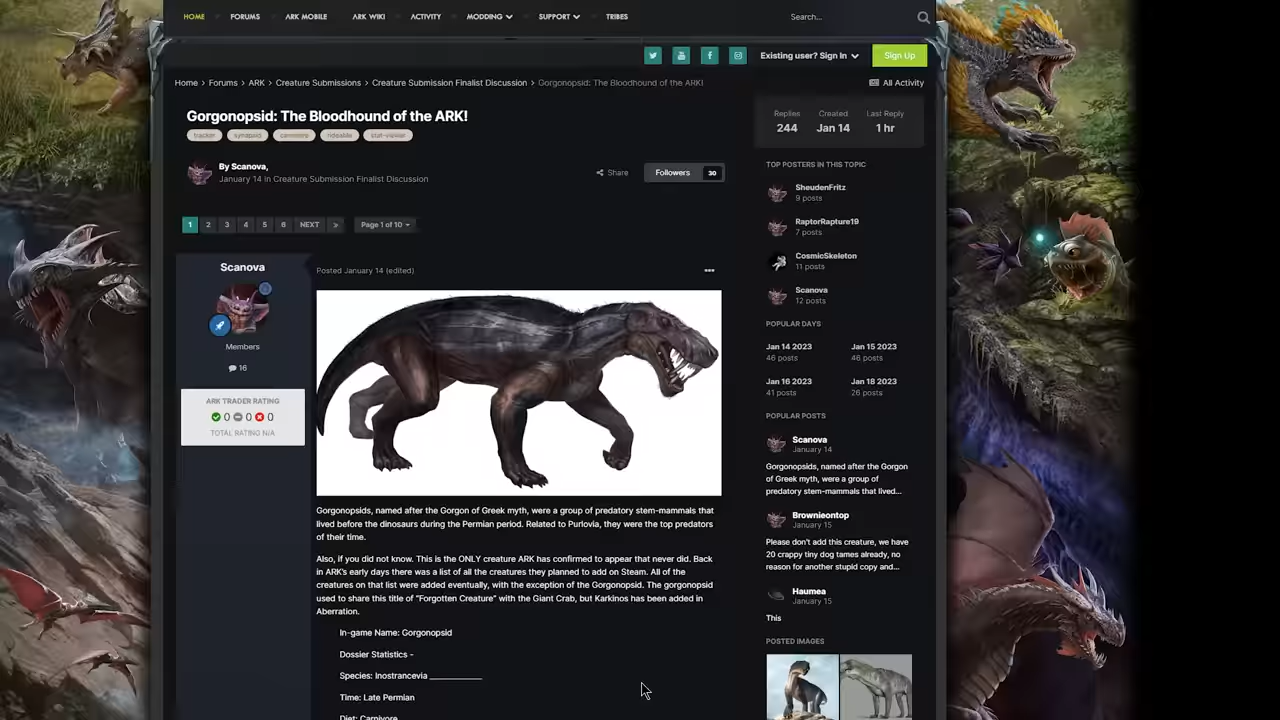 HOME FORUMS ARK MOBILE ARK WIKI ACTIVITY MODDING SUPPORT TRIBES Search...
Existing user? Sign In Sign Up
Home › Forums › ARK › Creature Submissions › Creature Submission Finalist Discussion › Gorgonopsid: The Bloodhound of the ARK!
All Activity
Gorgonopsid: The Bloodhound of the ARK!
tracker synapsid carnivore rideable stat-viewer
By Scanova,
January 14 in Creature Submission Finalist Discussion
Share Followers 30
1 2 3 4 5 6 NEXT » Page 1 of 10
Scanova
Members
16
ARK TRADER RATING
0 0 0
TOTAL RATING N/A
Posted January 14 (edited)
Gorgonopsids, named after the Gorgon of Greek myth, were a group of predatory stem-mammals that
lived before the dinosaurs during the Permian period. Related to Purlovia, they were the top predators
of their time.
Also, if you did not know. This is the ONLY creature ARK has confirmed to appear that never did. Back
in ARK's early days there was a list of all the creatures they planned to add on Steam. All of the
creatures on that list were added eventually, with the exception of the Gorgonopsid. The gorgonopsid
used to share this title of "Forgotten Creature" with the Giant Crab, but Karkinos has been added in
Aberration.
In-game Name: Gorgonopsid
Dossier Statistics -
Species: Inostrancevia ____________
Time: Late Permian
Diet: Carnivore
Replies Created Last Reply
244 Jan 14 1 hr
TOP POSTERS IN THIS TOPIC
SheudenFritz
9 posts
RaptorRapture19
7 posts
CosmicSkeleton
11 posts
Scanova
12 posts
POPULAR DAYS
Jan 14 2023 Jan 15 2023
46 posts 46 posts
Jan 16 2023 Jan 18 2023
41 posts 26 posts
POPULAR POSTS
Scanova
January 14
Gorgonopsids, named after the Gorgon
of Greek myth, were a group of
predatory stem-mammals that lived...
Brownieontop
January 15
Please don't add this creature, we have
20 crappy tiny dog tames already, no
reason for another stupid copy and...
Haumea
January 15
This
POSTED IMAGES